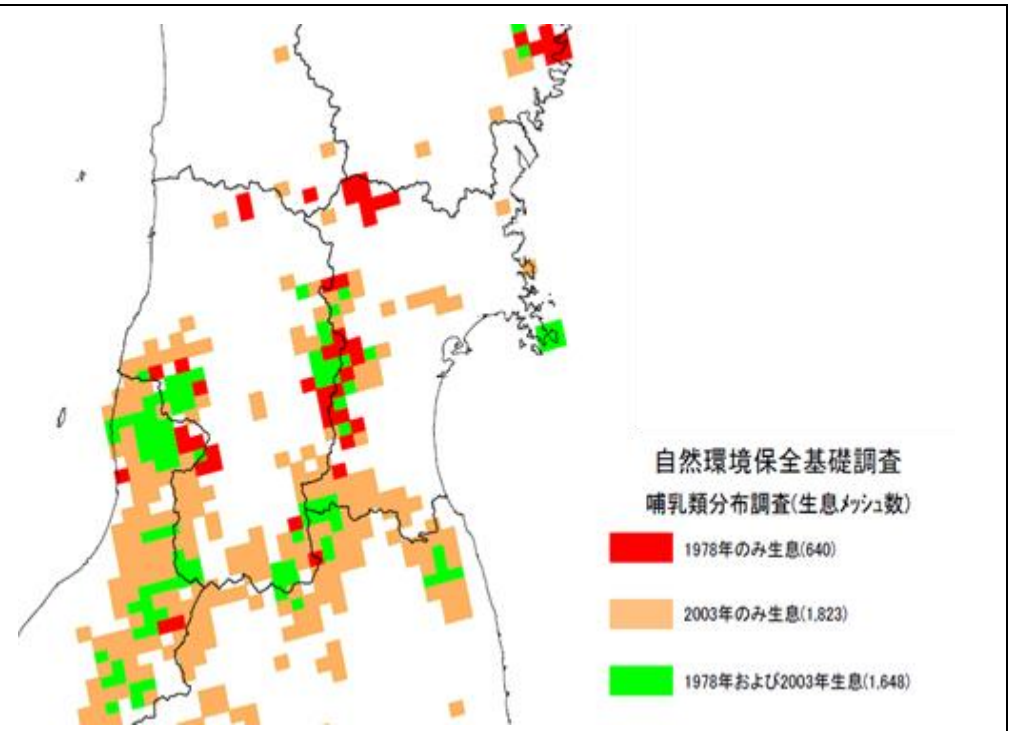 自然環境保全基礎調査
哺乳類分布調査(生息メッシュ数)
1978年のみ生息(640)
2003年のみ生息(1,823)
1978年および2003年生息(1,648)